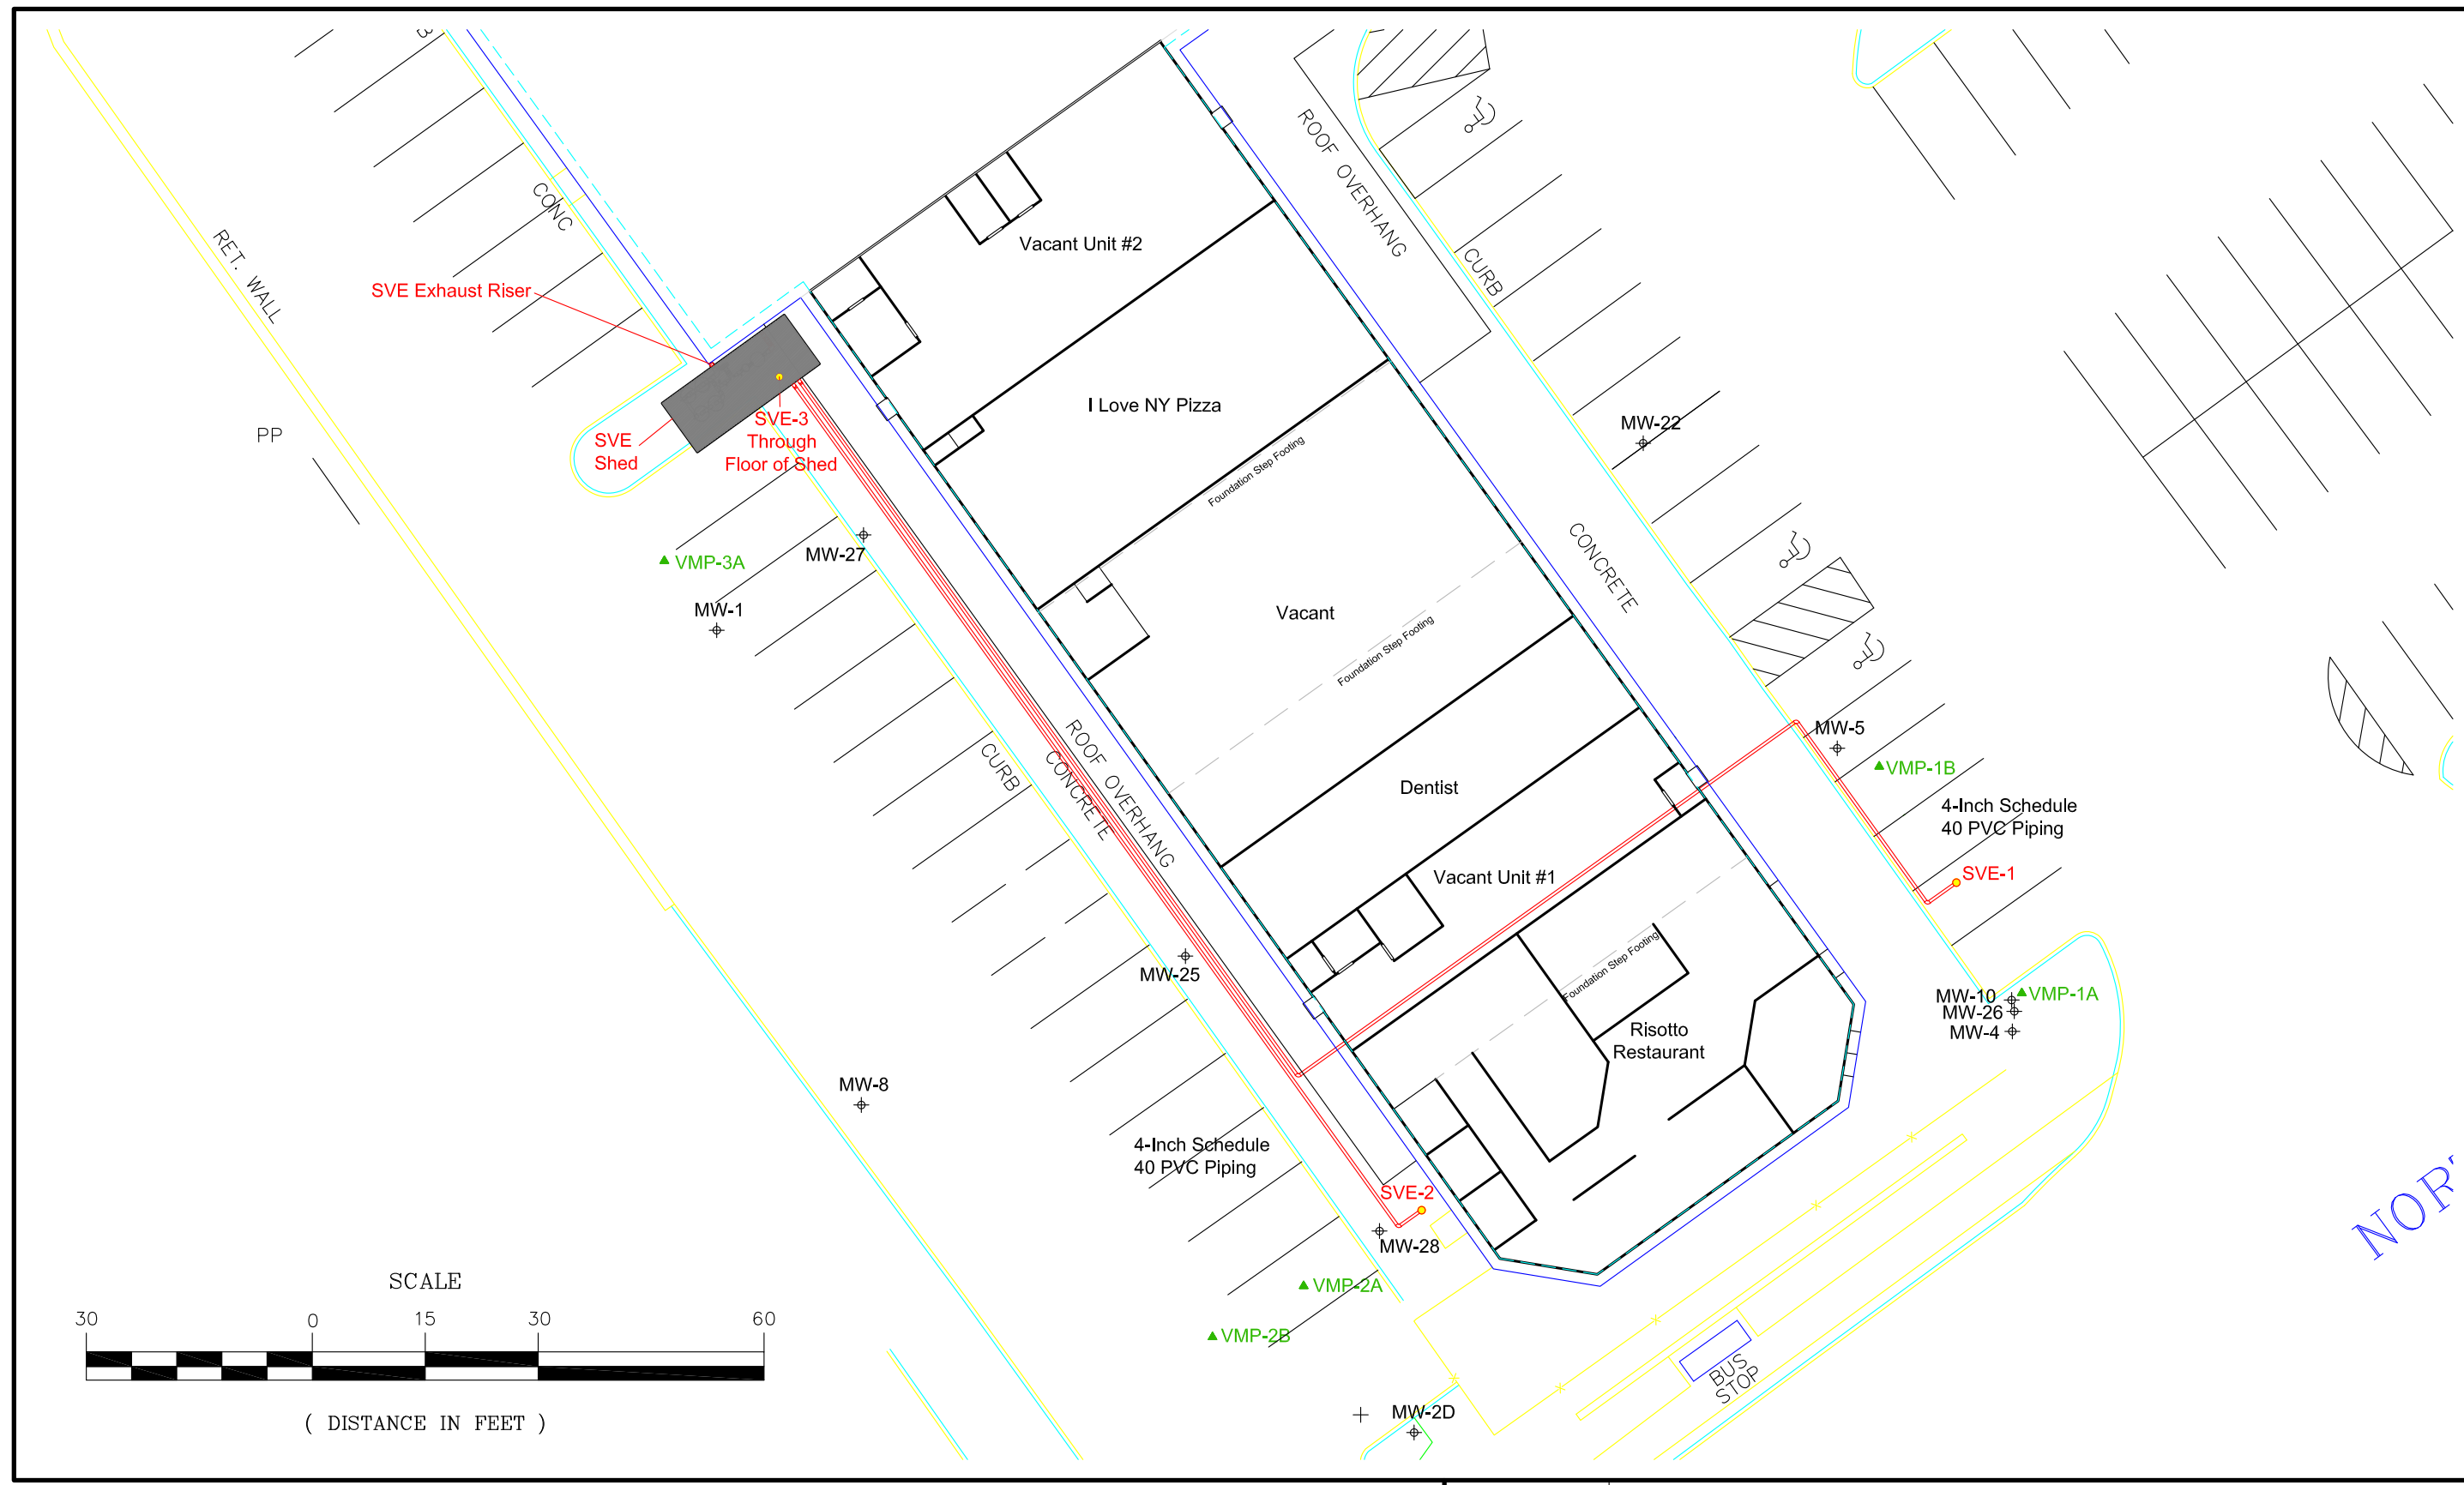 B
CONC
RET. WALL
SVE Exhaust Riser
PP
SVE
Shed
SVE-3
Through
Floor of Shed
Vacant Unit #2
ROOF OVERHANG
CURB
I Love NY Pizza
Foundation Step Footing
MW-22
MW-27
VMP-3A
MW-1
CONCRETE
Vacant
Foundation Step Footing
ROOF OVERHANG
CONCRETE
CURB
MW-5
VMP-1B
Dentist
4-Inch Schedule
40 PVC Piping
SVE-1
Vacant Unit #1
Foundation Step Footing
MW-25
MW-10
VMP-1A
MW-26
MW-4
Risotto
Restaurant
MW-8
4-Inch Schedule
40 PVC Piping
SVE-2
MW-28
VMP-2A
VMP-2B
MW-2D
BUS
STOP
NOR
SCALE
30 0 15 30 60
( DISTANCE IN FEET )